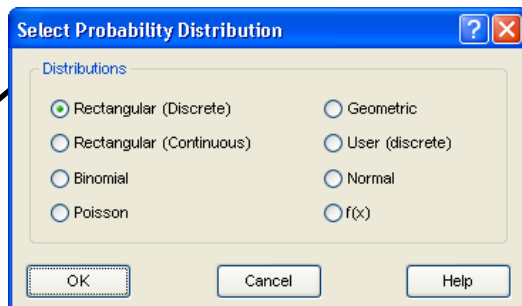 Select Probability Distribution
Distributions
Rectangular (Discrete)
Geometric
Rectangular (Continuous)
User (discrete)
Binomial
Normal
Poisson
f(x)
OK
Cancel
Help